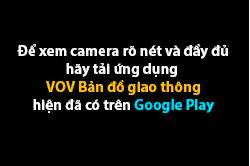 Để xem camera rõ nét và đầy đủ
hãy tải ứng dụng
VOV Bản đồ giao thông
hiện đã có trên Google Play